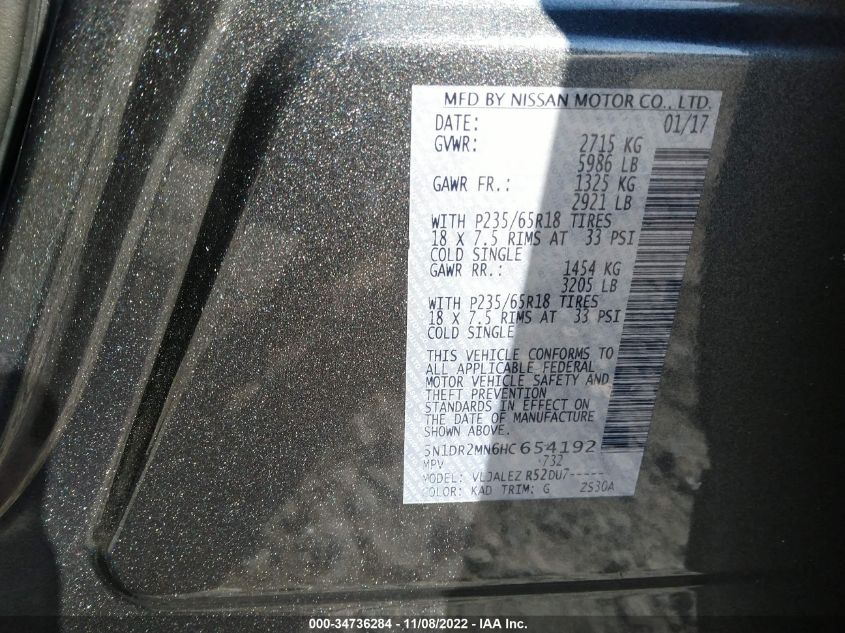 MFD BY NISSAN MOTOR CO., LTD.
DATE: 01/17
GVWR: 2715 KG
5986 LB
GAWR FR.: 1325 KG
2921 LB
WITH P235/65R18 TIRES
18 X 7.5 RIMS AT 33 PSI
COLD SINGLE
GAWR RR.: 1454 KG
3205 LB
WITH P235/65R18 TIRES
18 X 7.5 RIMS AT 33 PSI
COLD SINGLE
THIS VEHICLE CONFORMS TO
ALL APPLICABLE FEDERAL
MOTOR VEHICLE SAFETY AND
THEFT PREVENTION
STANDARDS IN EFFECT ON
THE DATE OF MANUFACTURE
SHOWN ABOVE.
5N1DR2MN6HC654192
MPV 732
MODEL: VLJALEZ R52DU7-----
COLOR: KAD TRIM: G ZS30A
000-34736284 - 11/08/2022 - IAA Inc.